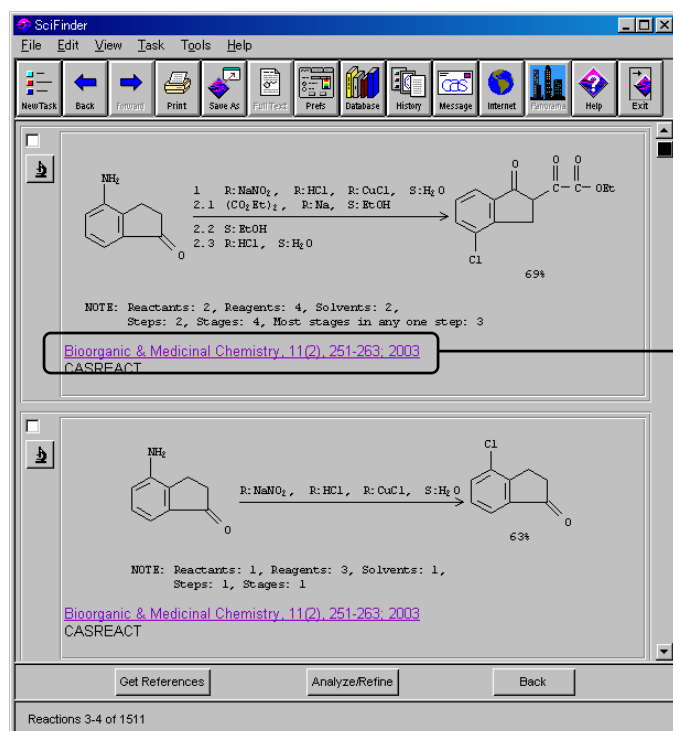 SciFinder
File Edit View Task Tools Help
NewTask Back Forward Print Save As Full Text Prefs Database History Message Internet Panorama Help Exit
CAS
NH₂
O
1 R:NaNO₂, R:HCl, R:CuCl, S:H₂O
2.1 (CO₂Et)₂, R:Na, S:EtOH
2.2 S:EtOH
2.3 R:HCl, S:H₂O
O O O
C-C-OEt
Cl
69%
NOTE: Reactants: 2, Reagents: 4, Solvents: 2,
Steps: 2, Stages: 4, Most stages in any one step: 3
Bioorganic & Medicinal Chemistry, 11(2), 251-263; 2003
CASREACT
NH₂
O
R:NaNO₂, R:HCl, R:CuCl, S:H₂O
Cl
O
63%
NOTE: Reactants: 1, Reagents: 3, Solvents: 1,
Steps: 1, Stages: 1
Bioorganic & Medicinal Chemistry, 11(2), 251-263; 2003
CASREACT
Get References Analyze/Refine Back
Reactions 3-4 of 1511